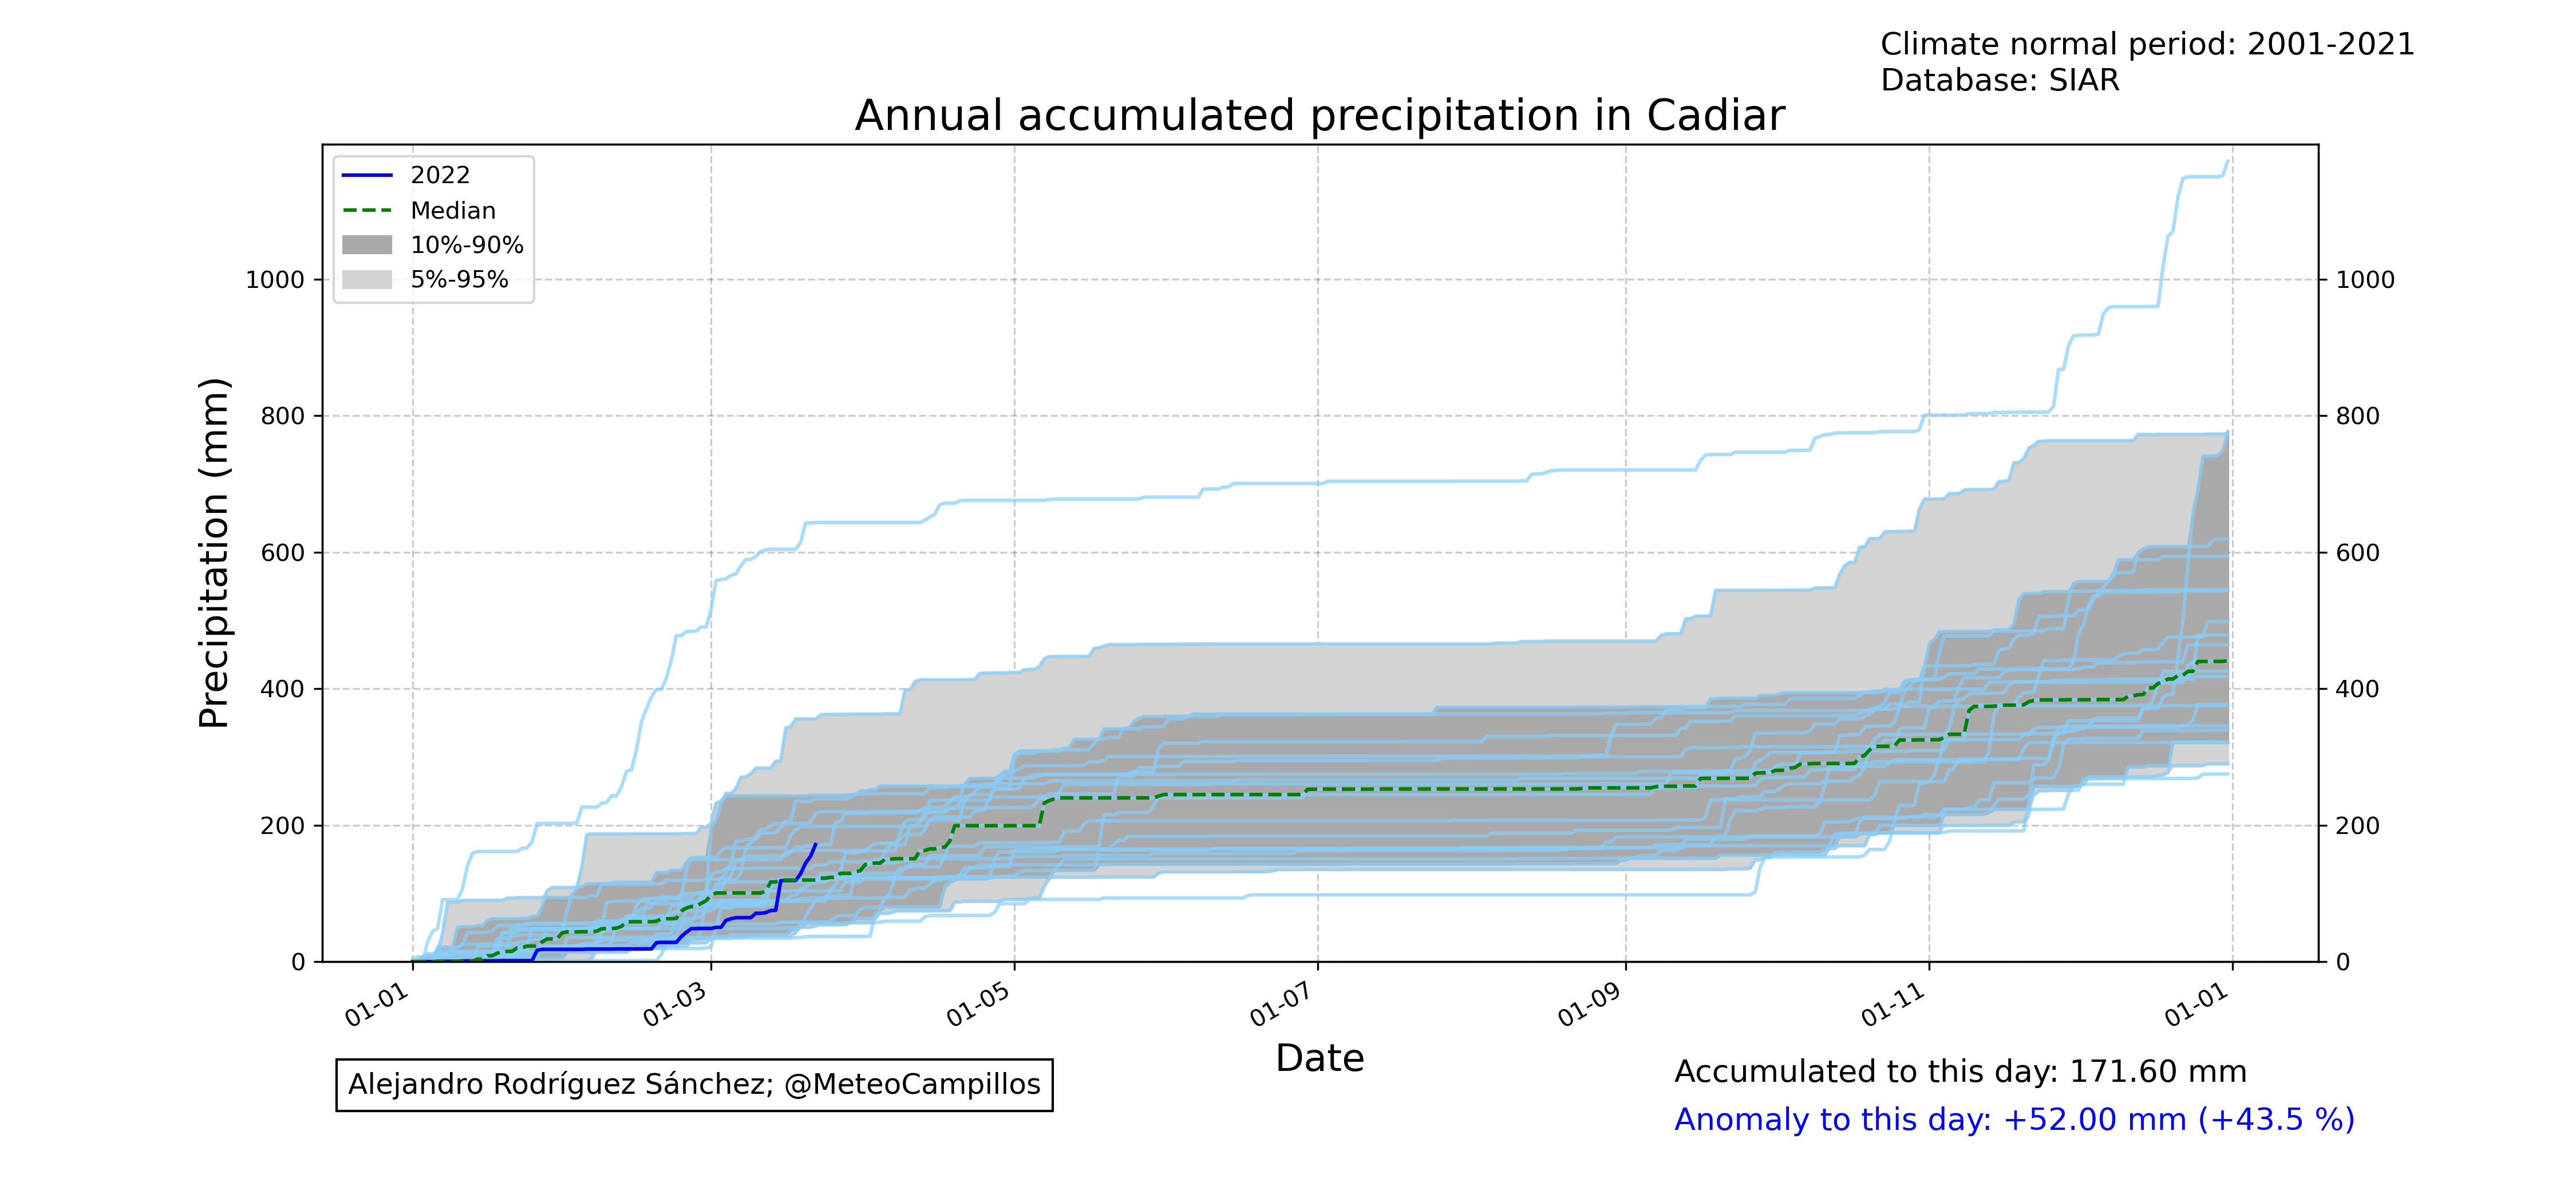 Climate normal period: 2001-2021
Database: SIAR
Annual accumulated precipitation in Cadiar
2022
Median
10%-90%
5%-95%
Precipitation (mm)
1000
800
600
400
200
0
1000
800
600
400
200
0
01-01
01-03
01-05
01-07
01-09
01-11
01-01
Date
Alejandro Rodríguez Sánchez; @MeteoCampillos
Accumulated to this day: 171.60 mm
Anomaly to this day: +52.00 mm (+43.5 %)